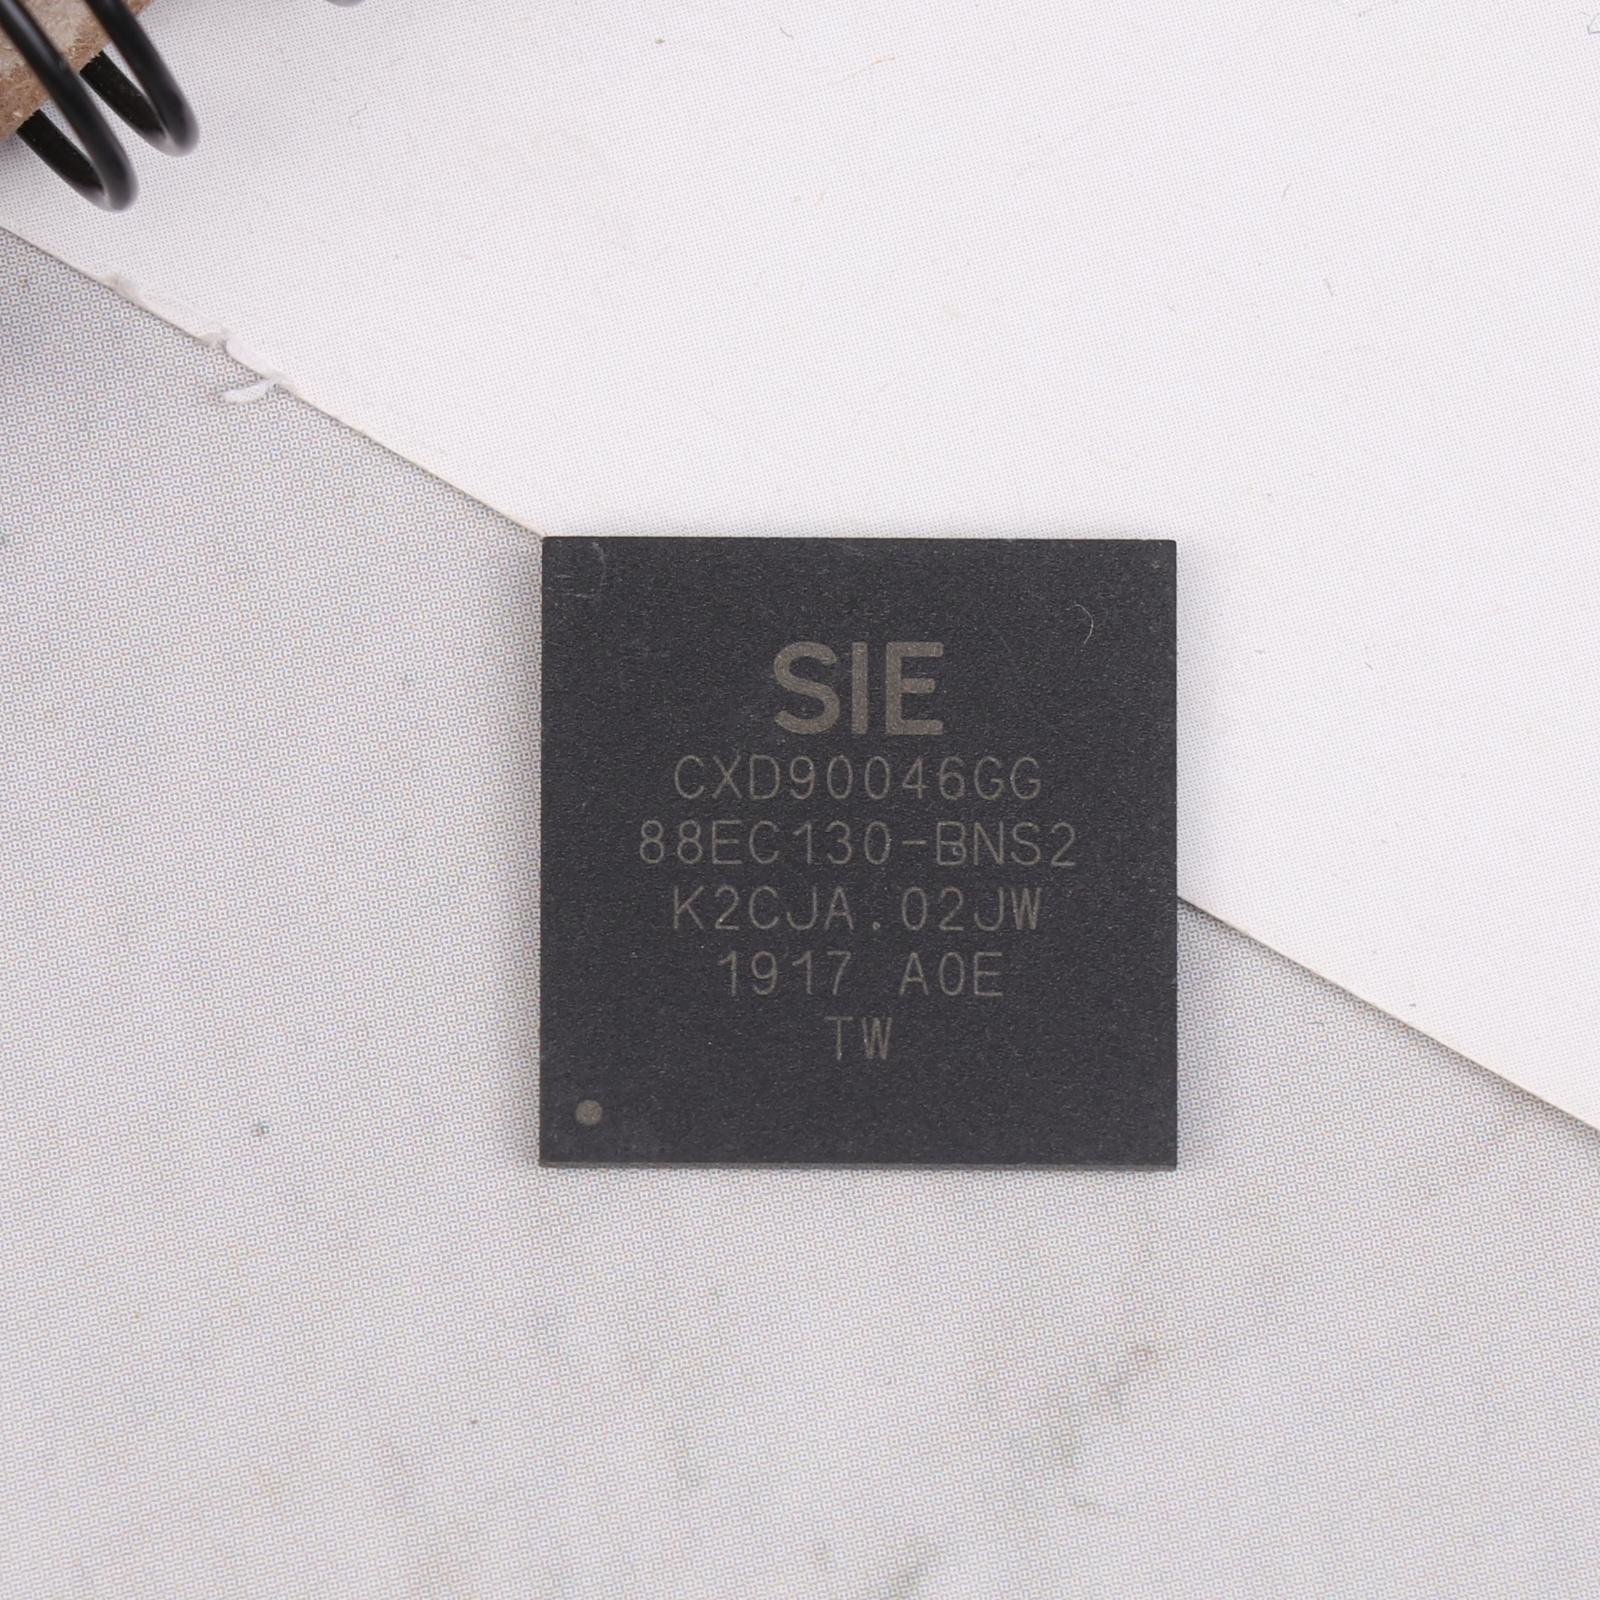 SIE
CXD90046GG
88EC130-BNS2
K2CJA.02JW
1917 A0E
TW